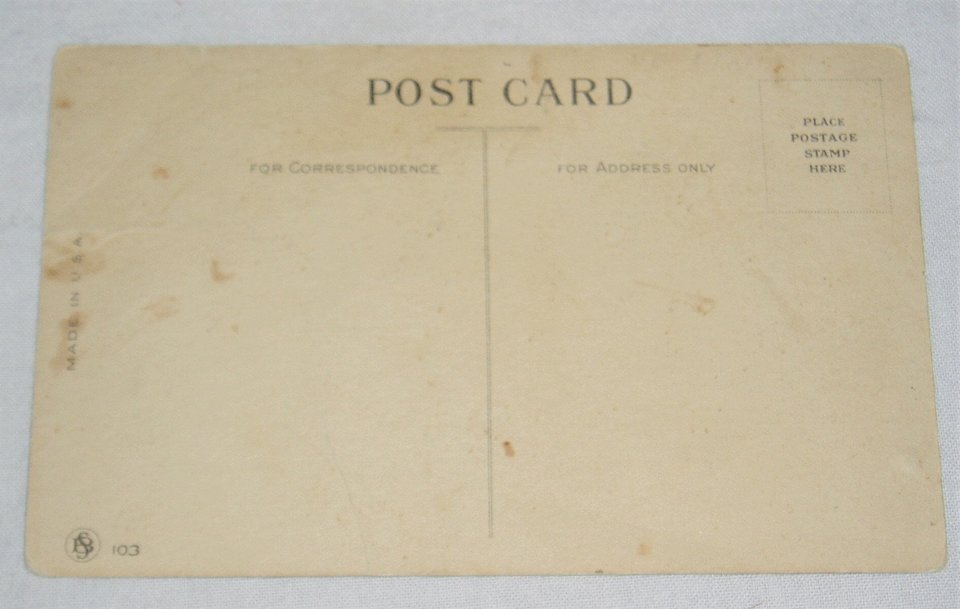 POST CARD
FOR CORRESPONDENCE
FOR ADDRESS ONLY
PLACE
POSTAGE
STAMP
HERE
MADE IN U S A
103